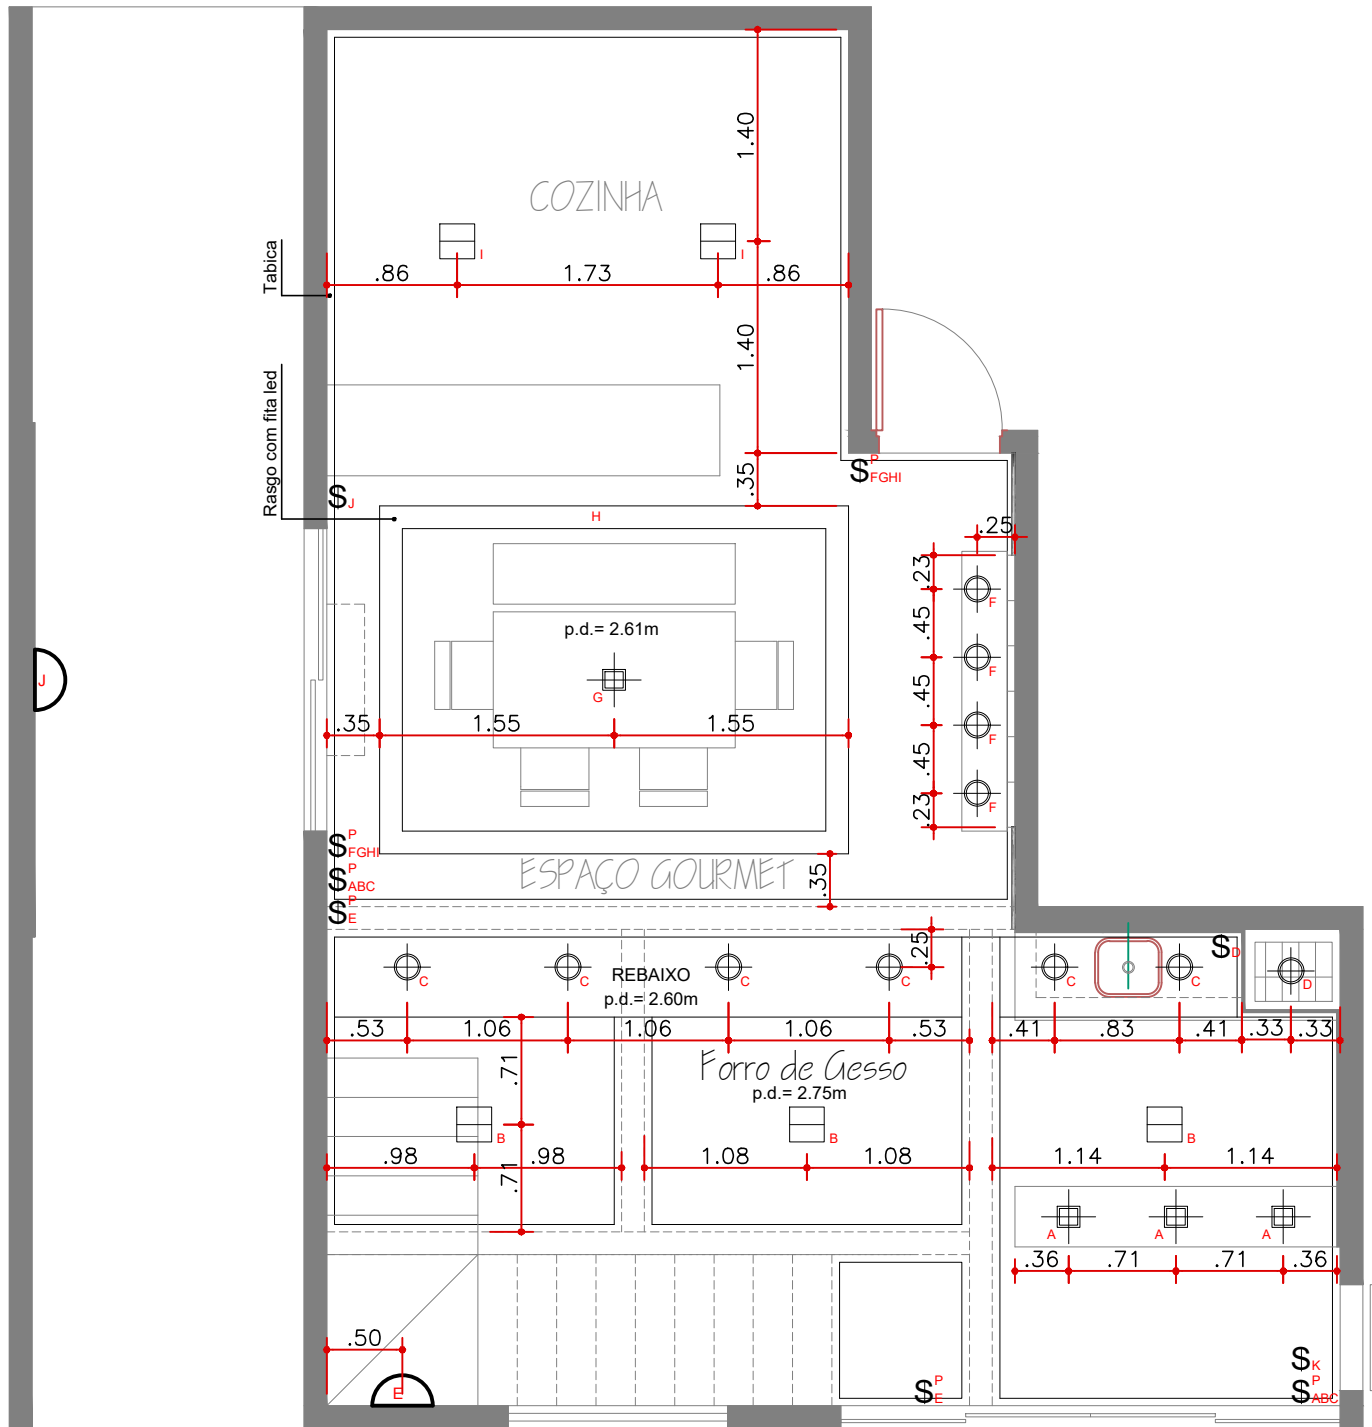 1.40
COZINHA
Tabica
I
I
.86
1.73
.86
1.40
Rasgo com fita led
.35
$ P
FGHI
$ J
H
.25
.23
F
p.d.= 2.61m
.45
F
J
G
.45
.35
1.55
1.55
F
.45
F
.23
$ P
FGHI
ESPAÇO GOURMET
.35
$ P
ABC
$ P
E
.25
$ D
C
C
REBAIXO
C
C
C
C
D
p.d.= 2.60m
.53
1.06
1.06
1.06
.53
.41
.83
.41
.33
.33
.71
Forro de Gesso
p.d.= 2.75m
B
B
B
.98
.98
1.08
1.08
1.14
1.14
.71
A
A
A
.36
.71
.71
.36
.50
$ K
E
$ P
E
$ P
ABC